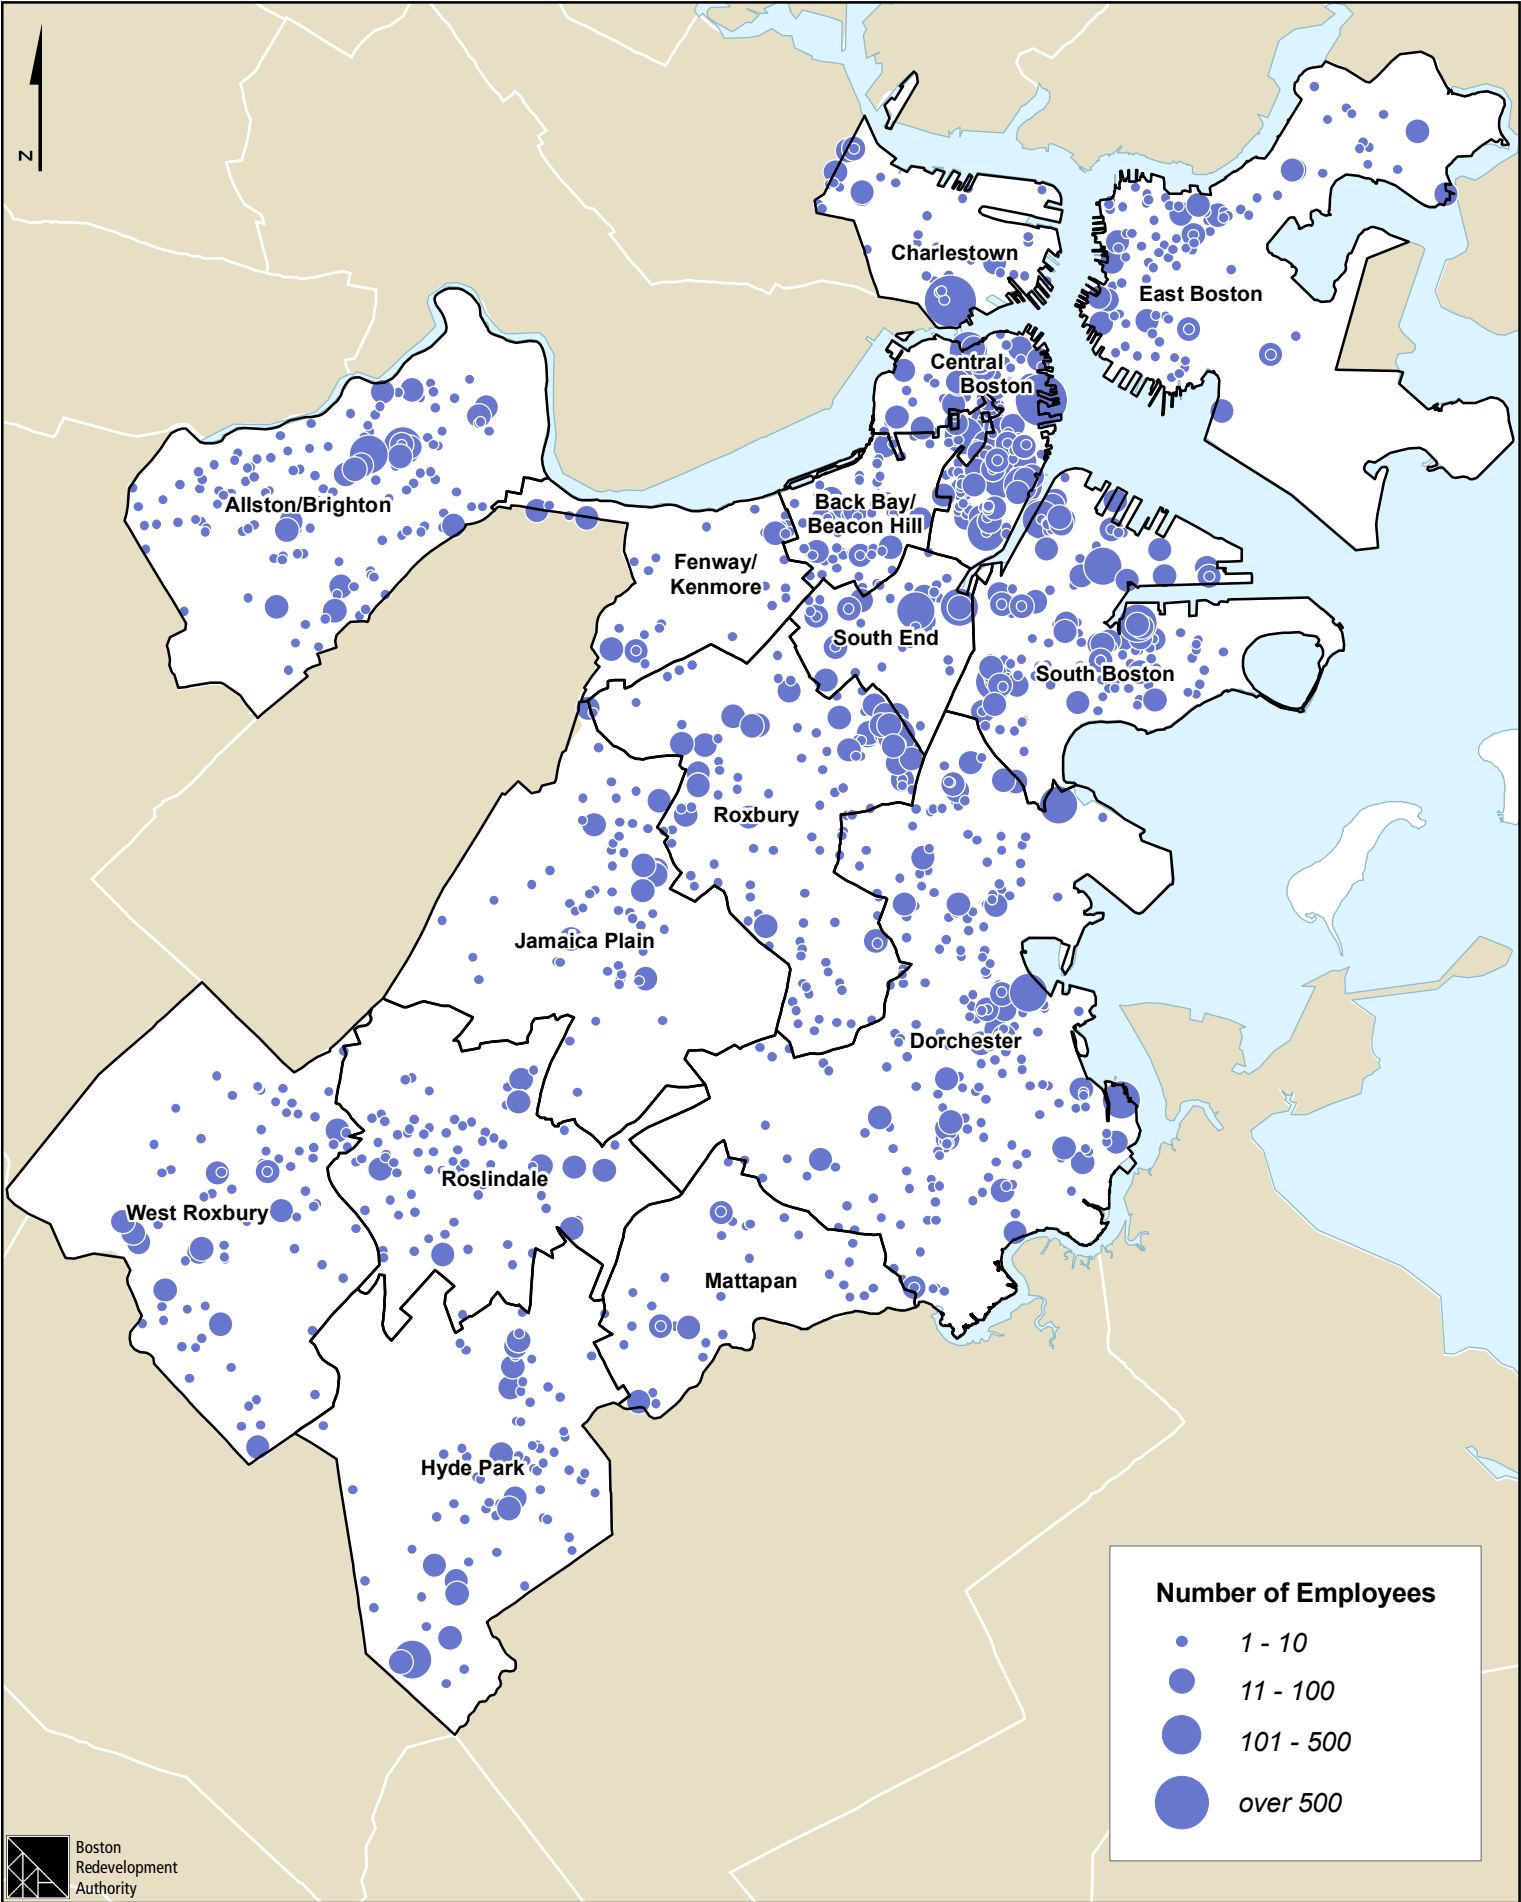 N
Charlestown
East Boston
Central
Boston
Allston/Brighton
Back Bay/
Beacon Hill
Fenway/
Kenmore
South End
South Boston
Roxbury
Jamaica Plain
Dorchester
Roslindale
West Roxbury
Mattapan
Hyde Park
Number of Employees
1 - 10
11 - 100
101 - 500
over 500
Boston
Redevelopment
Authority